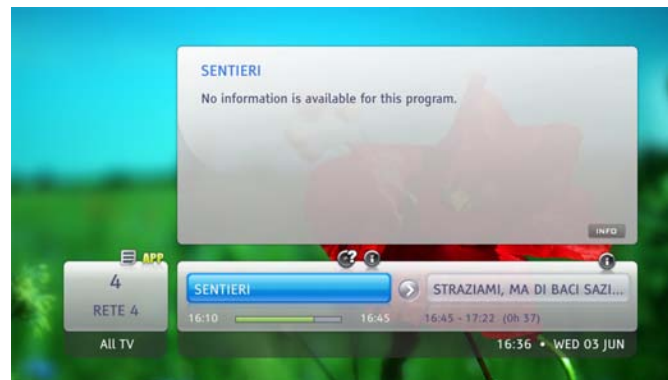 SENTIERI
No information is available for this program.
INFO
APP
4
RETE 4
All TV
SENTIERI
STRAZIAMI, MA DI BACI SAZI...
16:10
16:45
16:45 - 17:22 (0h 37)
16:36 • WED 03 JUN